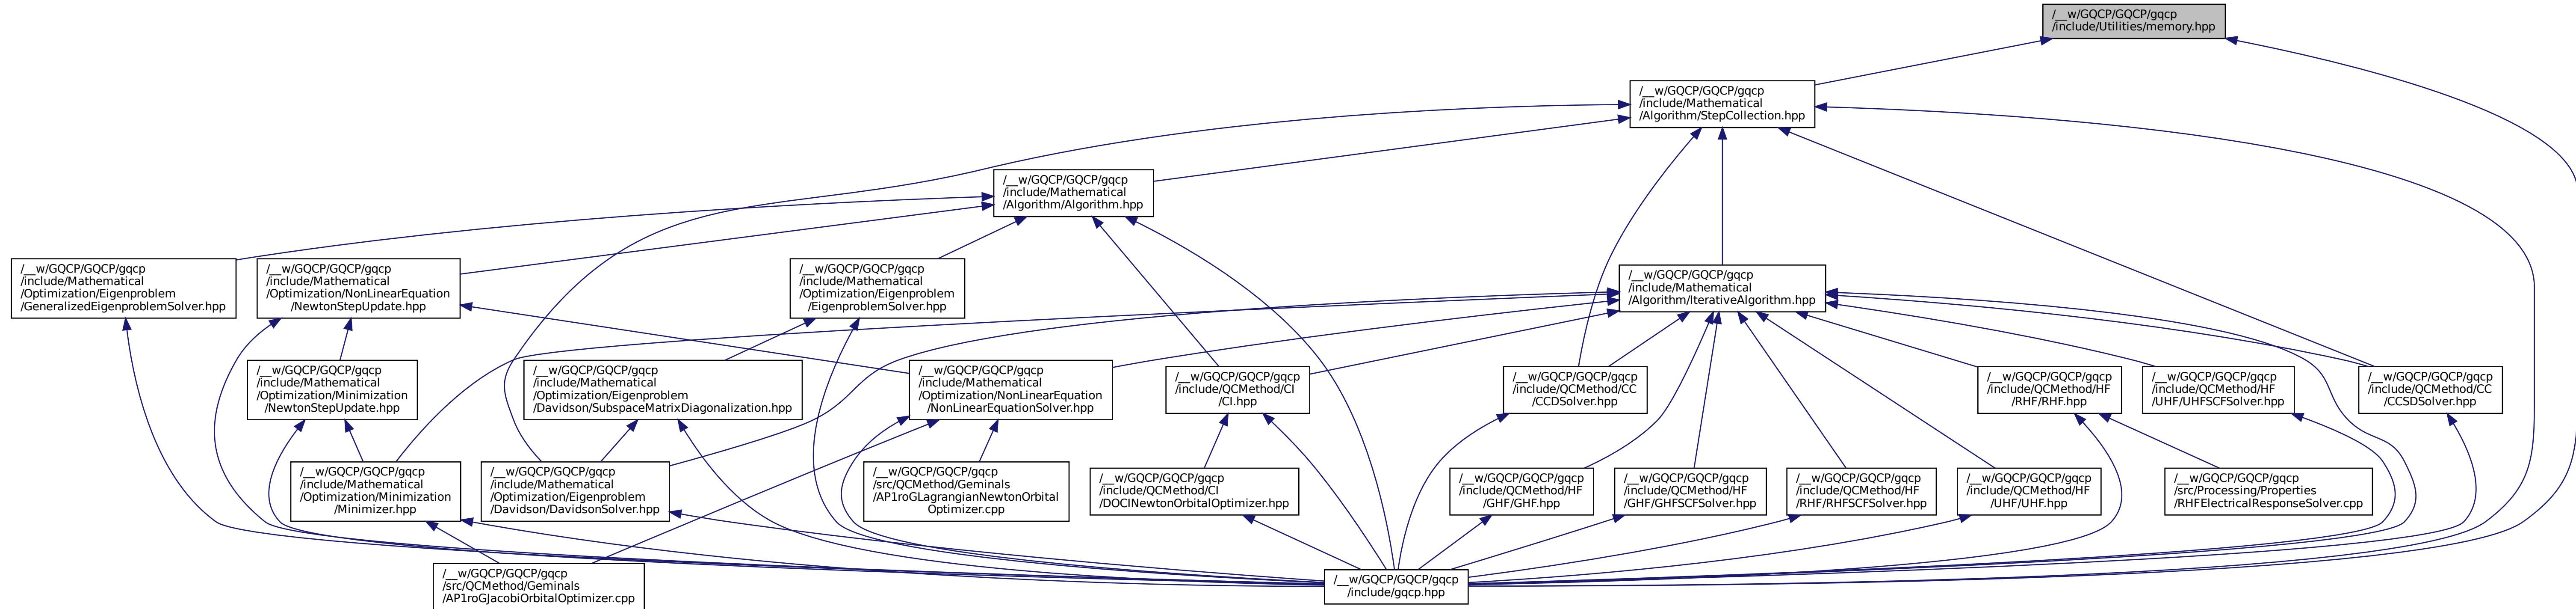 /__w/GQCP/GQCP/gqcp
/include/Utilities/memory.hpp
/__w/GQCP/GQCP/gqcp
/include/Mathematical
/Algorithm/StepCollection.hpp
/__w/GQCP/GQCP/gqcp
/include/Mathematical
/Algorithm/Algorithm.hpp
/__w/GQCP/GQCP/gqcp
/include/Mathematical
/Optimization/Eigenproblem
/GeneralizedEigenproblemSolver.hpp
/__w/GQCP/GQCP/gqcp
/include/Mathematical
/Optimization/NonLinearEquation
/NewtonStepUpdate.hpp
/__w/GQCP/GQCP/gqcp
/include/Mathematical
/Optimization/Eigenproblem
/EigenproblemSolver.hpp
/__w/GQCP/GQCP/gqcp
/include/Mathematical
/Algorithm/IterativeAlgorithm.hpp
/__w/GQCP/GQCP/gqcp
/include/Mathematical
/Optimization/Minimization
/NewtonStepUpdate.hpp
/__w/GQCP/GQCP/gqcp
/include/Mathematical
/Optimization/Eigenproblem
/Davidson/SubspaceMatrixDiagonalization.hpp
/__w/GQCP/GQCP/gqcp
/include/Mathematical
/Optimization/NonLinearEquation
/NonLinearEquationSolver.hpp
/__w/GQCP/GQCP/gqcp
/include/QCMethod/CI
/CI.hpp
/__w/GQCP/GQCP/gqcp
/include/QCMethod/CC
/CCDSolver.hpp
/__w/GQCP/GQCP/gqcp
/include/QCMethod/HF
/RHF/RHF.hpp
/__w/GQCP/GQCP/gqcp
/include/QCMethod/HF
/UHF/UHFSCFSolver.hpp
/__w/GQCP/GQCP/gqcp
/include/QCMethod/CC
/CCSDSolver.hpp
/__w/GQCP/GQCP/gqcp
/include/Mathematical
/Optimization/Minimization
/Minimizer.hpp
/__w/GQCP/GQCP/gqcp
/include/Mathematical
/Optimization/Eigenproblem
/Davidson/DavidsonSolver.hpp
/__w/GQCP/GQCP/gqcp
/src/QCMethod/Geminals
/AP1roGLagrangianNewtonOrbital
Optimizer.cpp
/__w/GQCP/GQCP/gqcp
/include/QCMethod/CI
/DOCINewtonOrbitalOptimizer.hpp
/__w/GQCP/GQCP/gqcp
/include/QCMethod/HF
/GHF/GHF.hpp
/__w/GQCP/GQCP/gqcp
/include/QCMethod/HF
/GHF/GHFSCFSolver.hpp
/__w/GQCP/GQCP/gqcp
/include/QCMethod/HF
/RHF/RHFSCFSolver.hpp
/__w/GQCP/GQCP/gqcp
/include/QCMethod/HF
/UHF/UHF.hpp
/__w/GQCP/GQCP/gqcp
/src/Processing/Properties
/RHFElectricalResponseSolver.cpp
/__w/GQCP/GQCP/gqcp
/src/QCMethod/Geminals
/AP1roGJacobiOrbitalOptimizer.cpp
/__w/GQCP/GQCP/gqcp
/include/gqcp.hpp